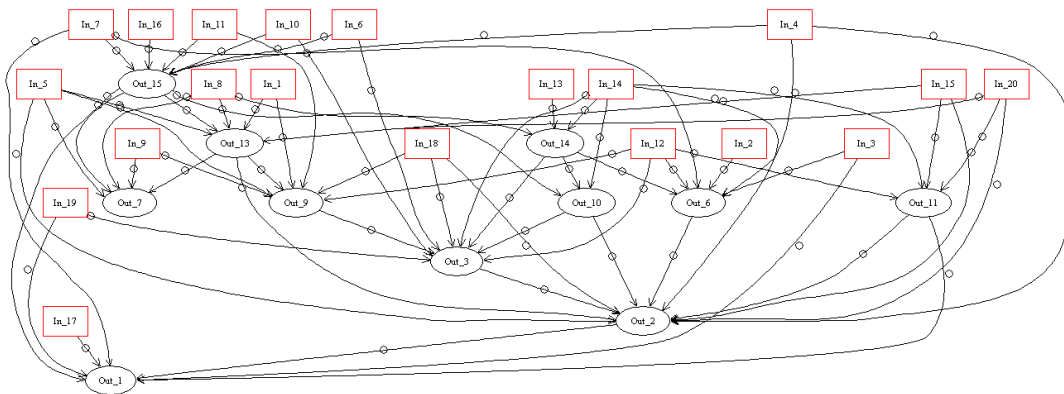 In_7 In_16 In_11 In_10 In_6 In_4
In_5 Out_15 In_8 In_1 In_13 In_14 In_15 In_20
In_9 Out_13 In_18 Out_14 In_12 In_2 In_3
In_19 Out_7 Out_9 Out_10 Out_6 Out_11
Out_3
In_17 Out_2
Out_1